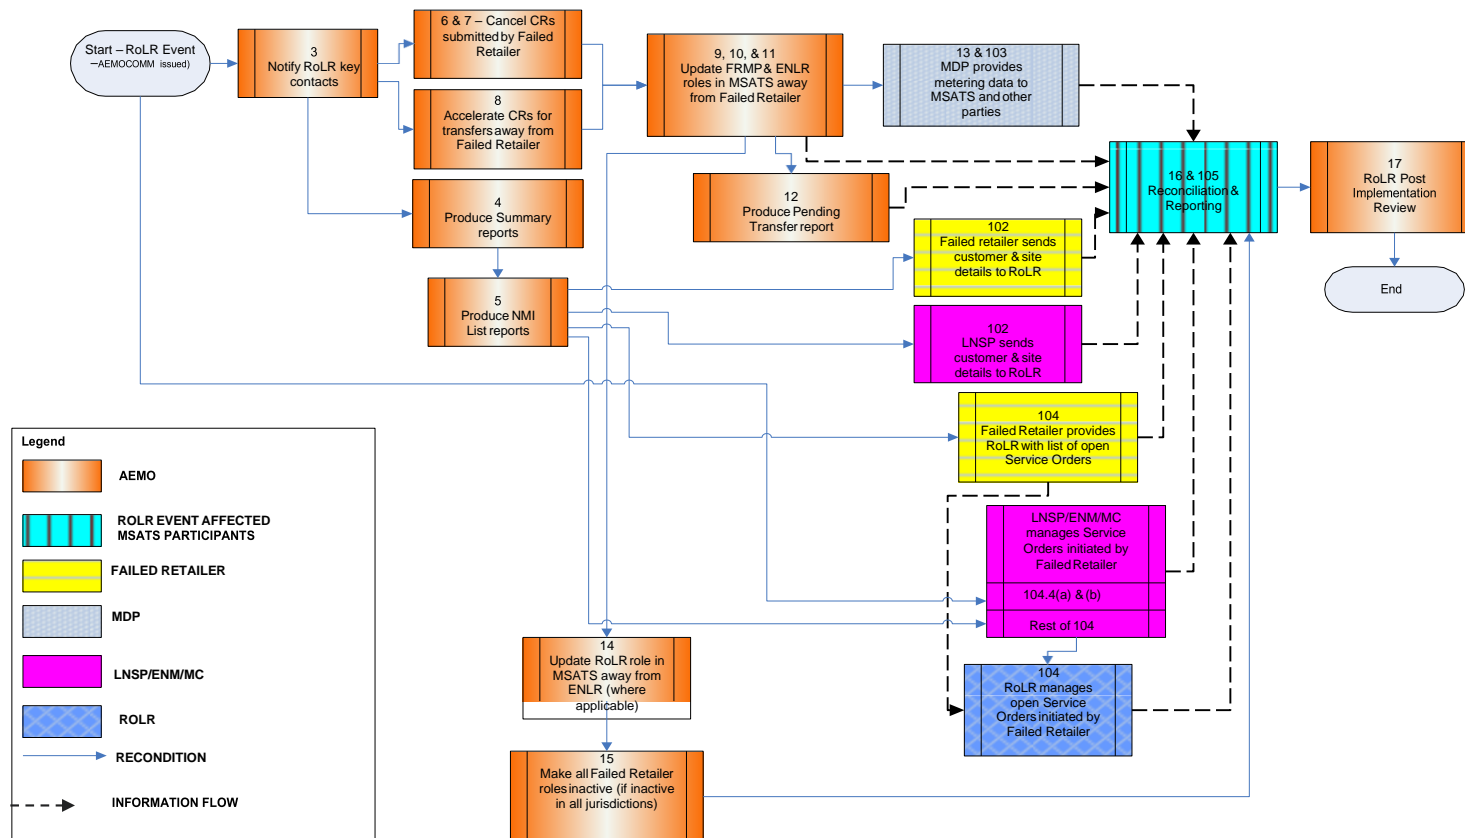 Start – RoLR Event
–AEMOCOMM issued)
3
Notify RoLR key
contacts
6 & 7 – Cancel CRs
submitted by Failed
Retailer
8
Accelerate CRs for
transfers away from
Failed Retailer
4
Produce Summary
reports
5
Produce NMI
List reports
9, 10, & 11
Update FRMP & ENLR
roles in MSATS away
from Failed Retailer
12
Produce Pending
Transfer report
13 & 103
MDP provides
metering data to
MSATS and other
parties
102
Failed retailer sends
customer & site
details to RoLR
102
LNSP sends
customer & site
details to RoLR
104
Failed Retailer provides
RoLR with list of open
Service Orders
LNSP/ENM/MC
manages Service
Orders initiated by
Failed Retailer
104.4(a) & (b)
Rest of 104
104
RoLR manages
open Service
Orders initiated by
Failed Retailer
14
Update RoLR role in
MSATS away from
ENLR (where
applicable)
15
Make all Failed Retailer
roles inactive (if inactive
in all jurisdictions)
16 & 105
Reconciliation &
Reporting
17
RoLR Post
Implementation
Review
End
Legend
AEMO
ROLR EVENT AFFECTED
MSATS PARTICIPANTS
FAILED RETAILER
MDP
LNSP/ENM/MC
ROLR
RECONDITION
INFORMATION FLOW